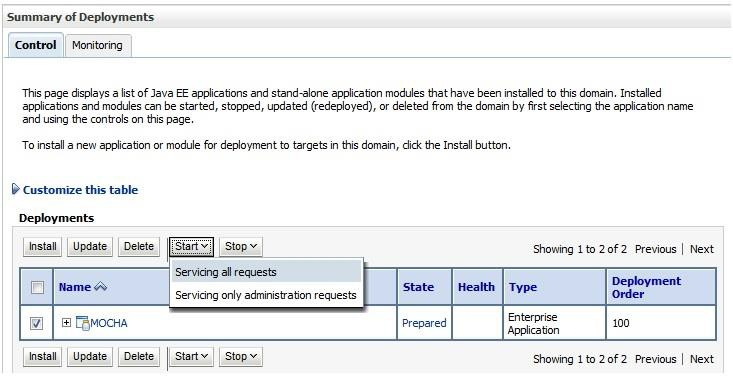 Summary of Deployments
Control Monitoring
This page displays a list of Java EE applications and stand-alone application modules that have been installed to this domain. Installed
applications and modules can be started, stopped, updated (redeployed), or deleted from the domain by first selecting the application name
and using the controls on this page.
To install a new application or module for deployment to targets in this domain, click the Install button.
Customize this table
Deployments
Install Update Delete Start Stop Showing 1 to 2 of 2 Previous | Next
Servicing all requests
Servicing only administration requests
Name State Health Type Deployment
Order
MOCHA Prepared Enterprise
Application 100
Install Update Delete Start Stop Showing 1 to 2 of 2 Previous | Next